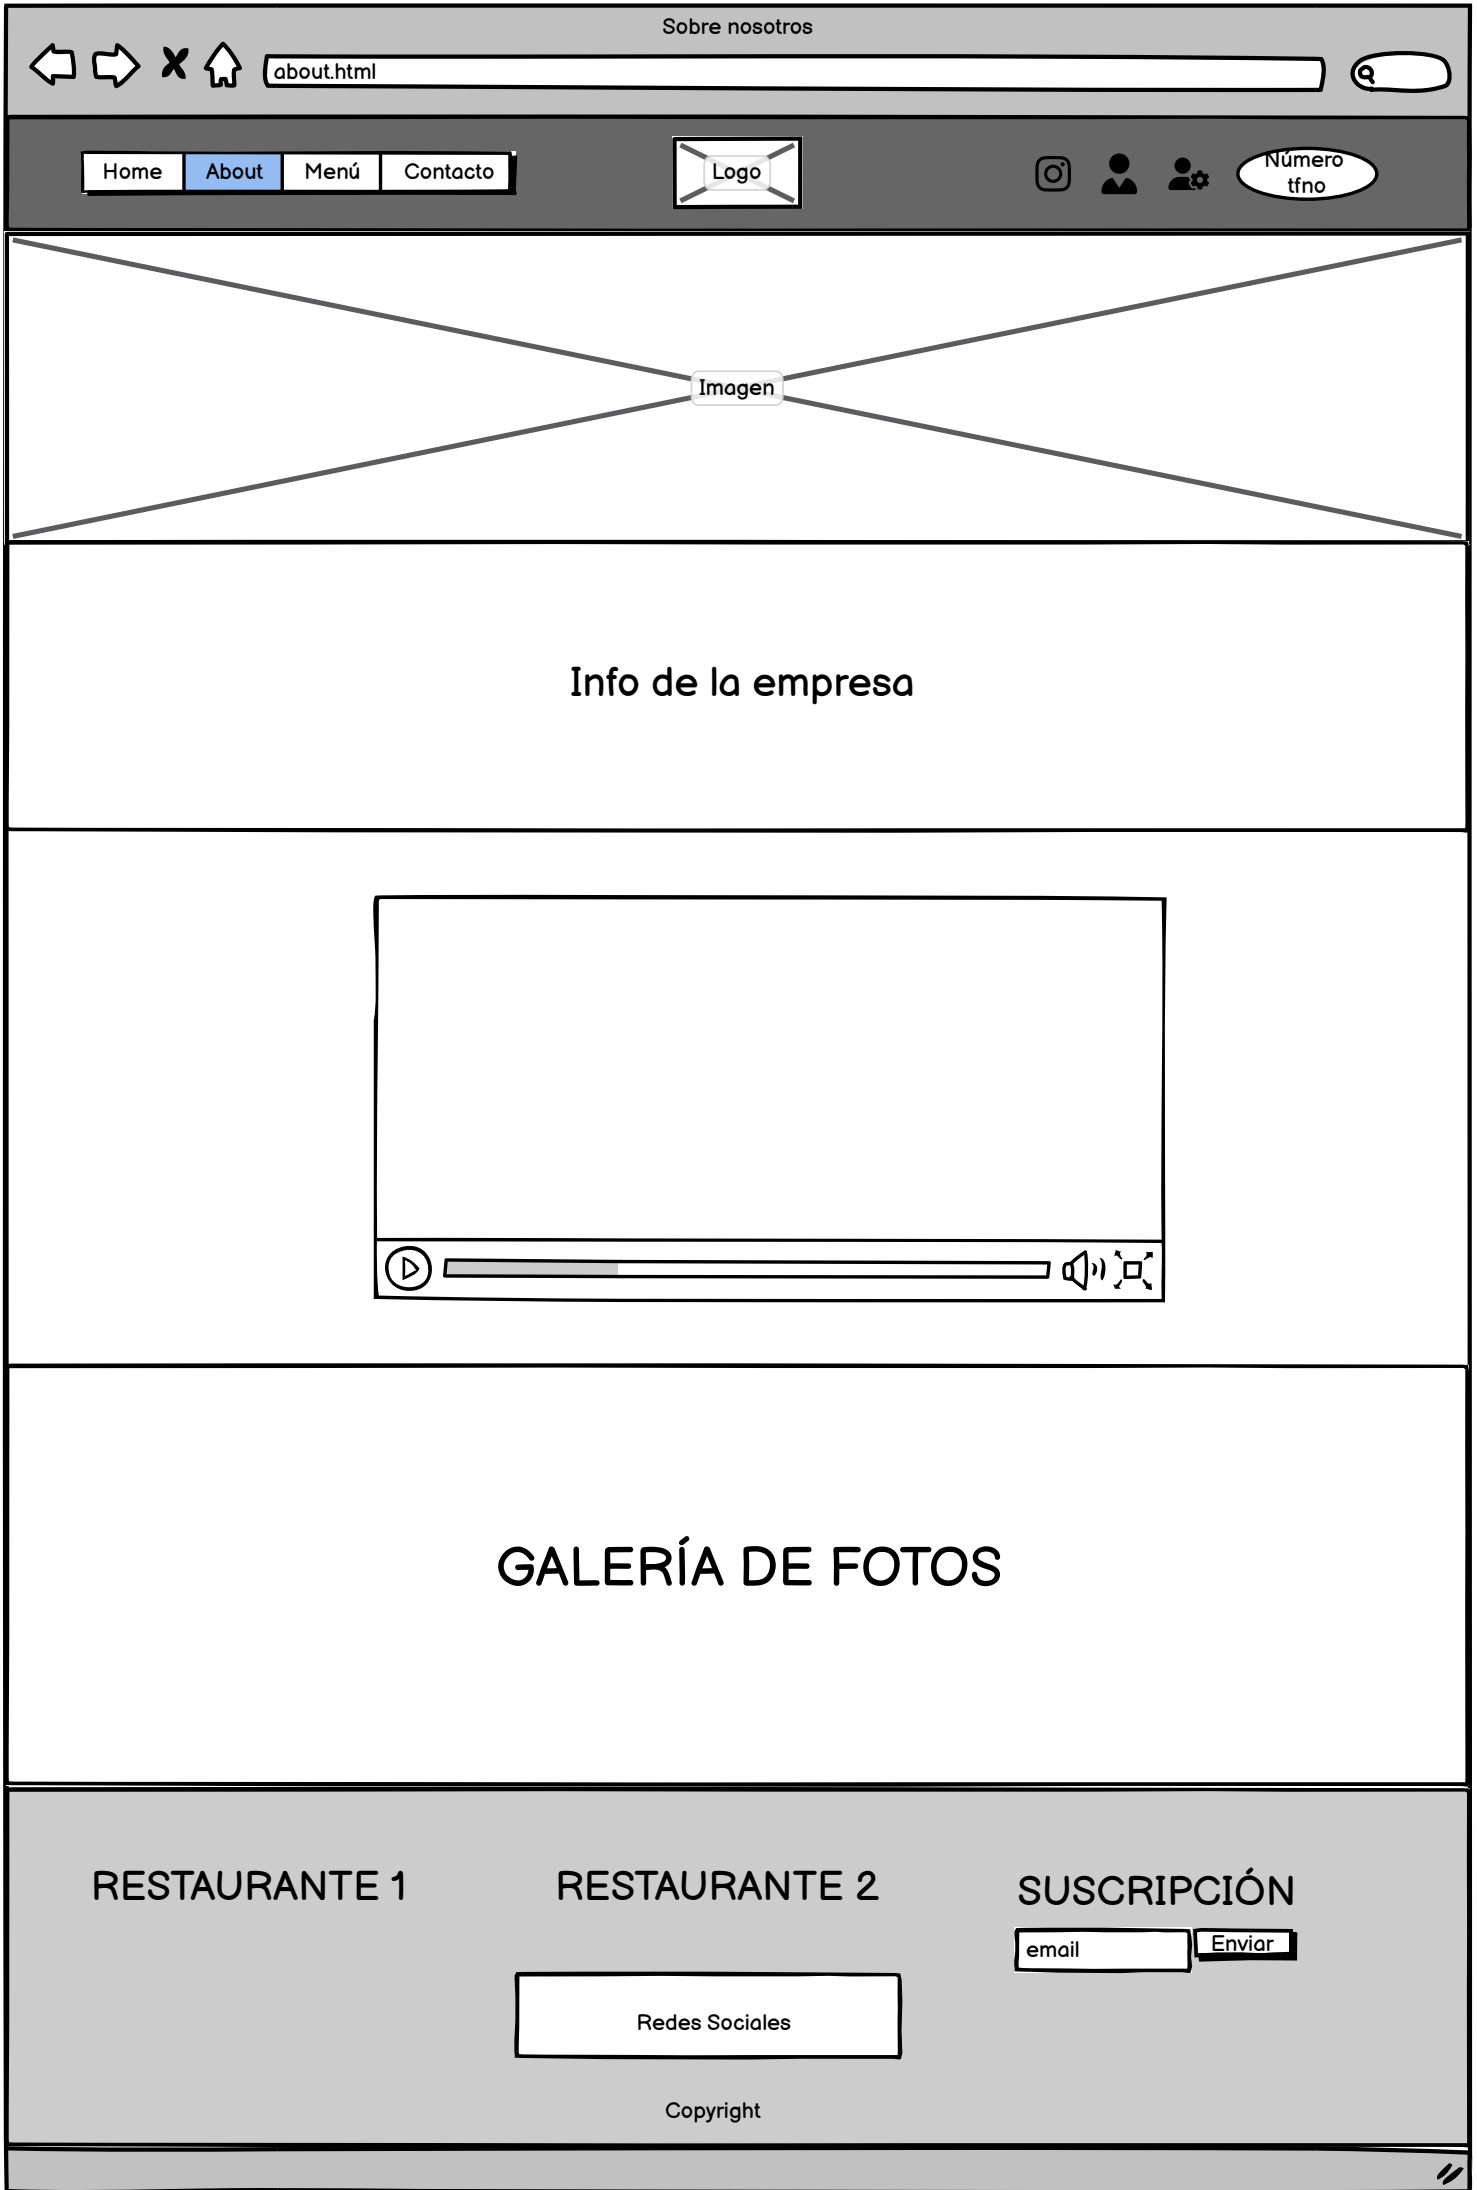 Sobre nosotros
about.html
Home
About
Menú
Contacto
Logo
Número
tfno
Imagen
Info de la empresa
GALERÍA DE FOTOS
RESTAURANTE 1
RESTAURANTE 2
SUSCRIPCIÓN
email
Enviar
Redes Sociales
Copyright